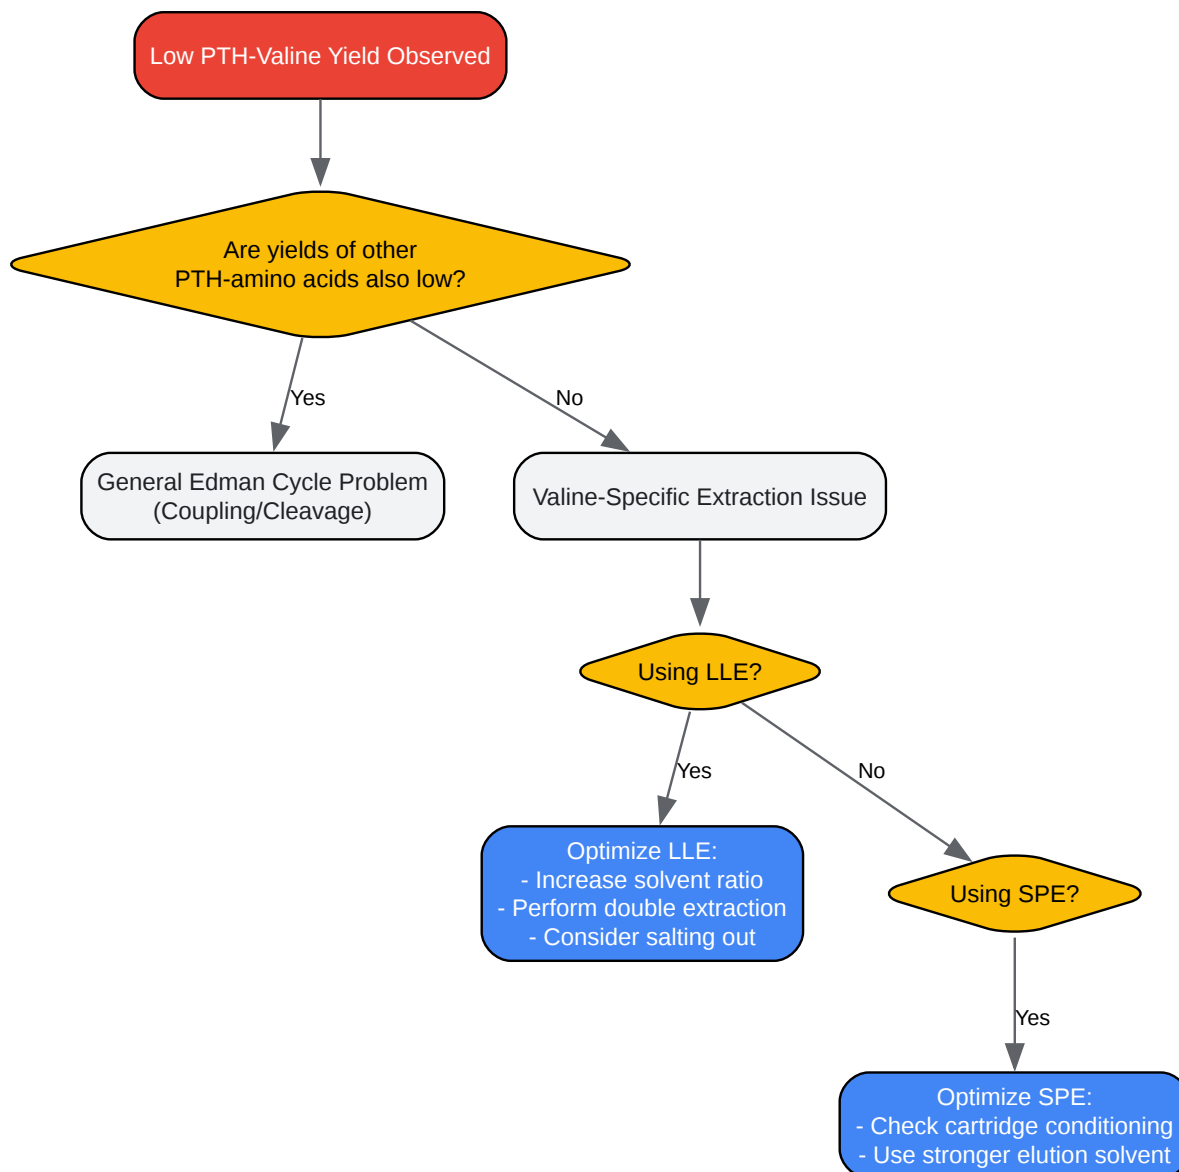 Low PTH-Valine Yield Observed
Are yields of other
PTH-amino acids also low?
Yes
No
General Edman Cycle Problem
(Coupling/Cleavage)
Valine-Specific Extraction Issue
Using LLE?
Yes
No
Optimize LLE:
- Increase solvent ratio
- Perform double extraction
- Consider salting out
Using SPE?
Yes
Optimize SPE:
- Check cartridge conditioning
- Use stronger elution solvent